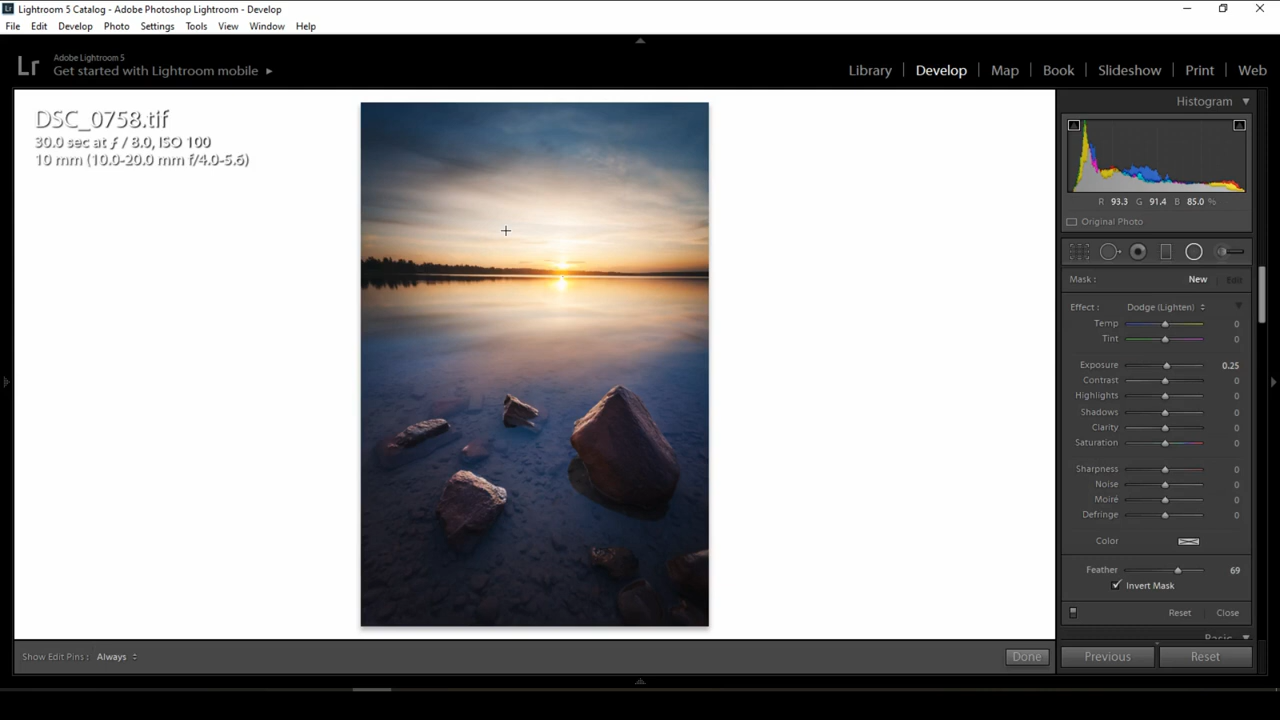 Lightroom 5 Catalog - Adobe Photoshop Lightroom - Develop
File Edit Develop Photo Settings Tools View Window Help
Lr
Adobe Lightroom 5
Get started with Lightroom mobile
Library Develop Map Book Slideshow Print Web
DSC_0758.tif
30.0 sec at ƒ / 8.0, ISO 100
10 mm (10.0-20.0 mm f/4.0-5.6)
Histogram
R 93.3 G 91.4 B 85.0 %
Original Photo
Mask : New Edit
Effect : Dodge (Lighten)
Temp 0
Tint 0
Exposure 0.25
Contrast 0
Highlights 0
Shadows 0
Clarity 0
Saturation 0
Sharpness 0
Noise 0
Moiré 0
Defringe 0
Color
Feather 69
Invert Mask
Reset Close
Basic
Show Edit Pins : Always
Done
Previous Reset